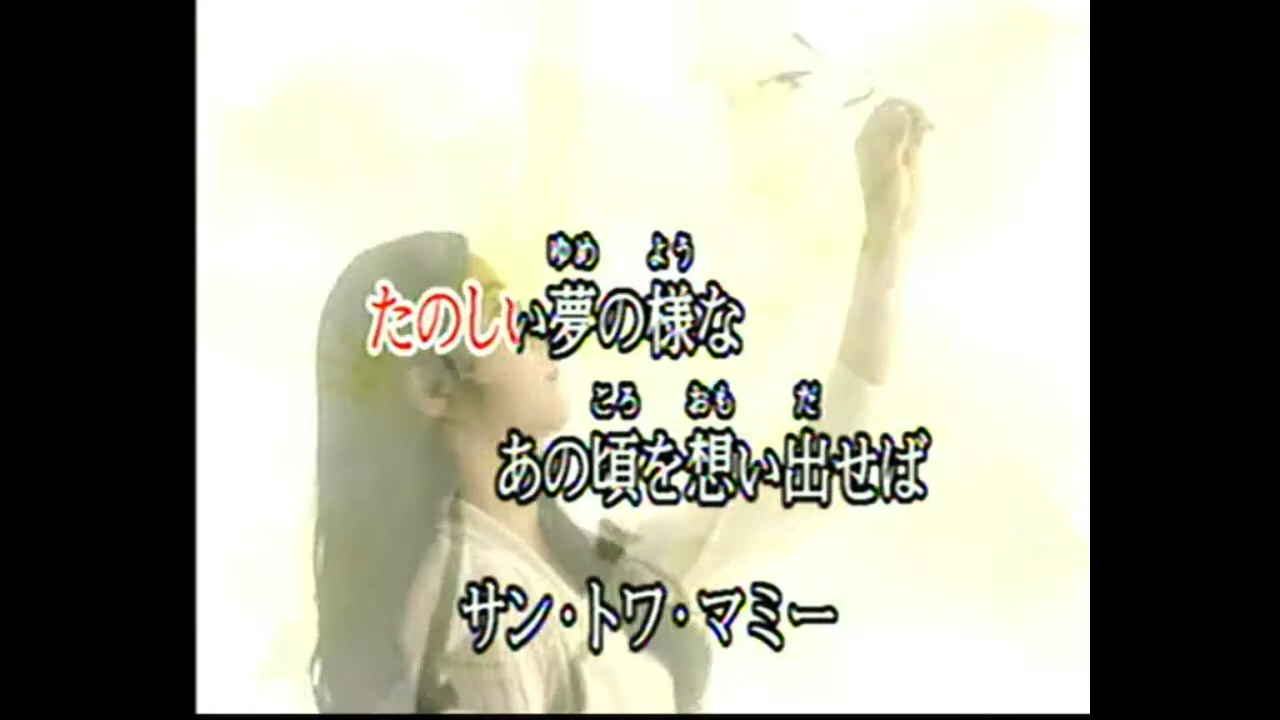 ゆめ よう
たのしい夢の様な
ころ おも だ
あの頃を想い出せば
サン・トワ・マミー